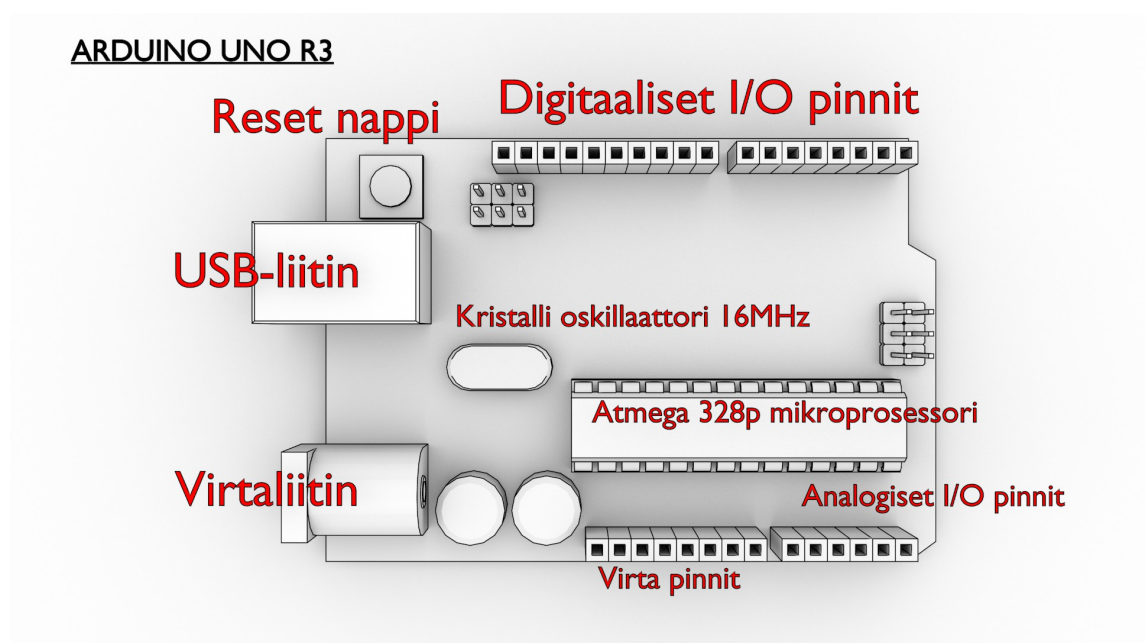 ARDUINO UNO R3
Reset nappi
Digitaaliset I/O pinnit
USB-liitin
Kristalli oskillaattori 16MHz
Atmega 328p mikroprosessori
Virtaliitin
Analogiset I/O pinnit
Virta pinnit